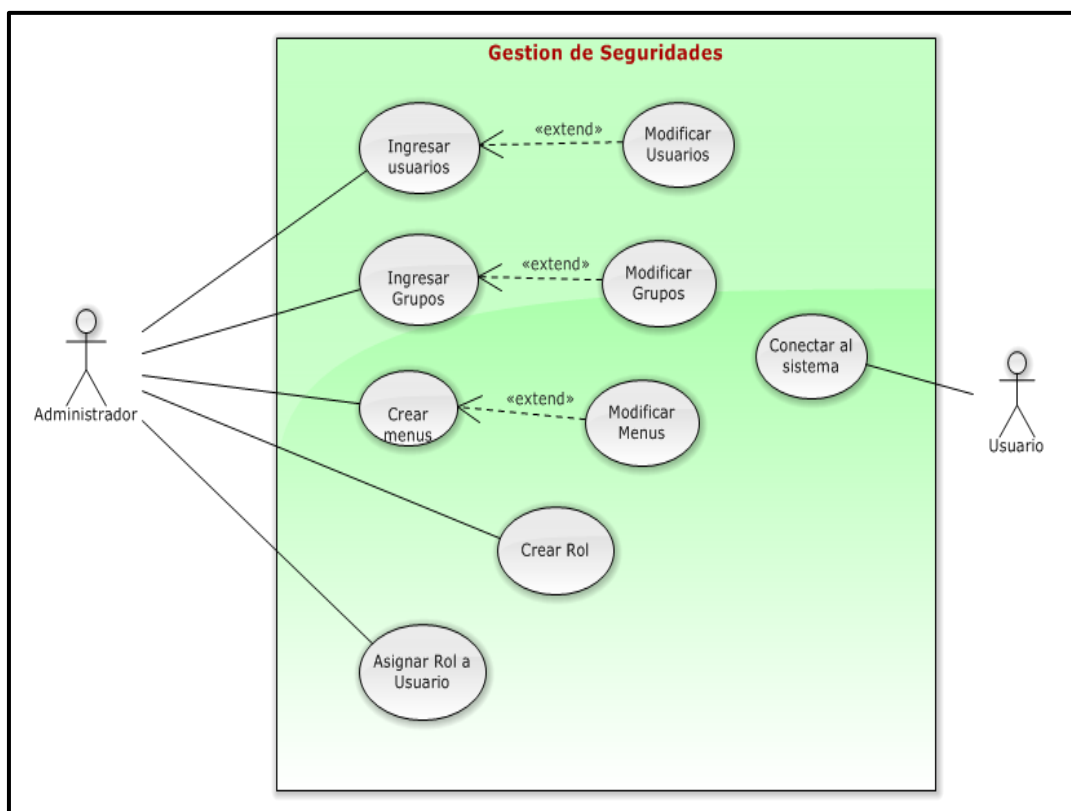 Gestion de Seguridades
Ingresar
usuarios
«extend»
Modificar
Usuarios
Ingresar
Grupos
«extend»
Modificar
Grupos
Conectar al
sistema
Administrador
Crear
menus
«extend»
Modificar
Menus
Usuario
Crear Rol
Asignar Rol a
Usuario